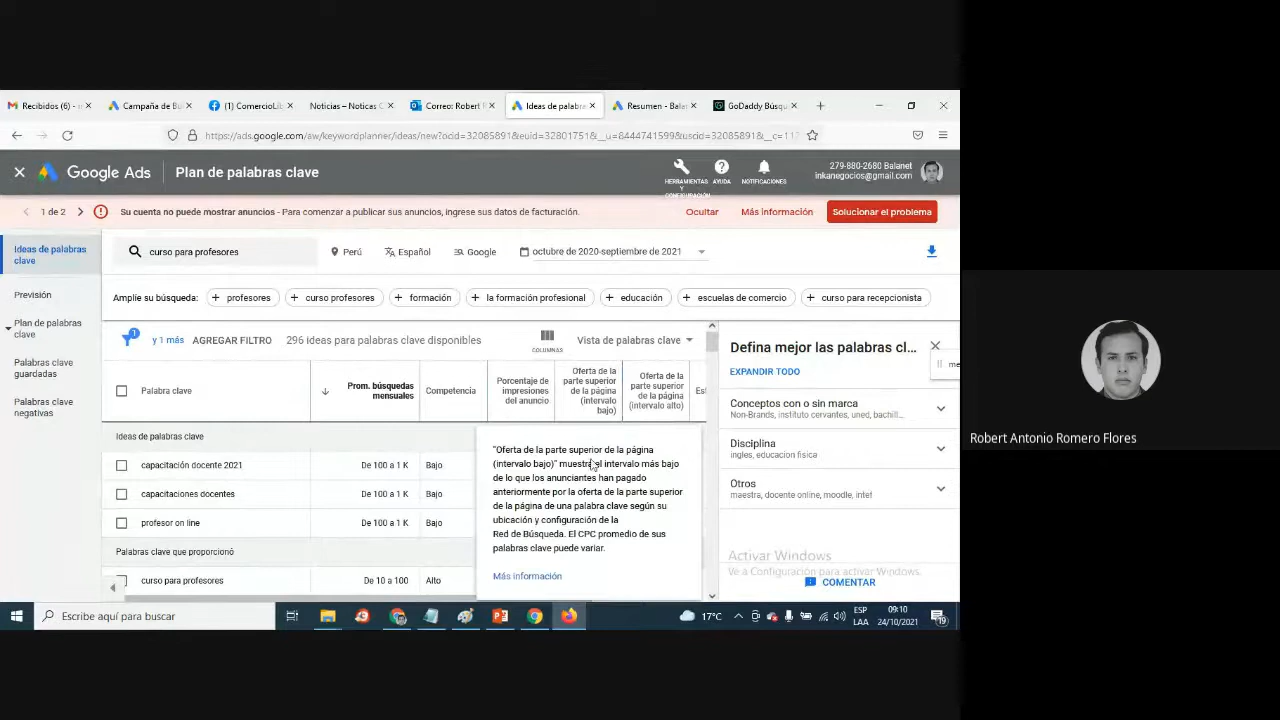 Recibidos (6) -
Campaña de Bú
(1) ComercioLib
Noticias – Noticas C
Correo: Robert R
Ideas de palabra
Resumen - Balan
GoDaddy Búsqu
https://ads.google.com/aw/keywordplanner/ideas/new?ocid=32085891&euid=32801751&__u=6444741599&uscid=32085891&__c=11
Google Ads
Plan de palabras clave
HERRAMIENTAS
Y
CONFIGURACIÓN
AYUDA
NOTIFICACIONES
279-880-2680 Balanet
inkanegocios@gmail.com
1 de 2
Su cuenta no puede mostrar anuncios - Para comenzar a publicar sus anuncios, ingrese sus datos de facturación.
Ocultar
Más información
Solucionar el problema
Ideas de palabras
clave
Previsión
Plan de palabras
clave
Palabras clave
guardadas
Palabras clave
negativas
curso para profesores
Perú
Español
Google
octubre de 2020-septiembre de 2021
Amplíe su búsqueda:
+ profesores
+ curso profesores
+ formación
+ la formación profesional
+ educación
+ escuelas de comercio
+ curso para recepcionista
1
y 1 más
AGREGAR FILTRO
296 ideas para palabras clave disponibles
COLUMNAS
Vista de palabras clave
Palabra clave
Prom. búsquedas
mensuales
Competencia
Porcentaje de
impresiones
del anuncio
Oferta de la
parte superior
de la página
(intervalo
bajo)
Oferta de la
parte superior
de la página
(intervalo alto)
Es
Ideas de palabras clave
capacitación docente 2021
De 100 a 1 K
Bajo
capacitaciones docentes
De 100 a 1 K
Bajo
profesor on line
De 100 a 1 K
Bajo
Palabras clave que proporcionó
curso para profesores
De 10 a 100
Alto
"Oferta de la parte superior de la página
(intervalo bajo)" muestra el intervalo más bajo
de lo que los anunciantes han pagado
anteriormente por la oferta de la parte superior
de la página de una palabra clave según su
ubicación y configuración de la
Red de Búsqueda. El CPC promedio de sus
palabras clave puede variar.
Más información
Defina mejor las palabras cl...
EXPANDIR TODO
me
Conceptos con o sin marca
Non-Brands, instituto cervantes, uned, bachill...
Disciplina
ingles, educacion fisica
Otros
maestra, docente online, moodle, intef
Activar Windows
Ve a Configuración para activar Windows.
COMENTAR
Escribe aquí para buscar
17°C
ESP
LAA
09:10
24/10/2021
19
Robert Antonio Romero Flores